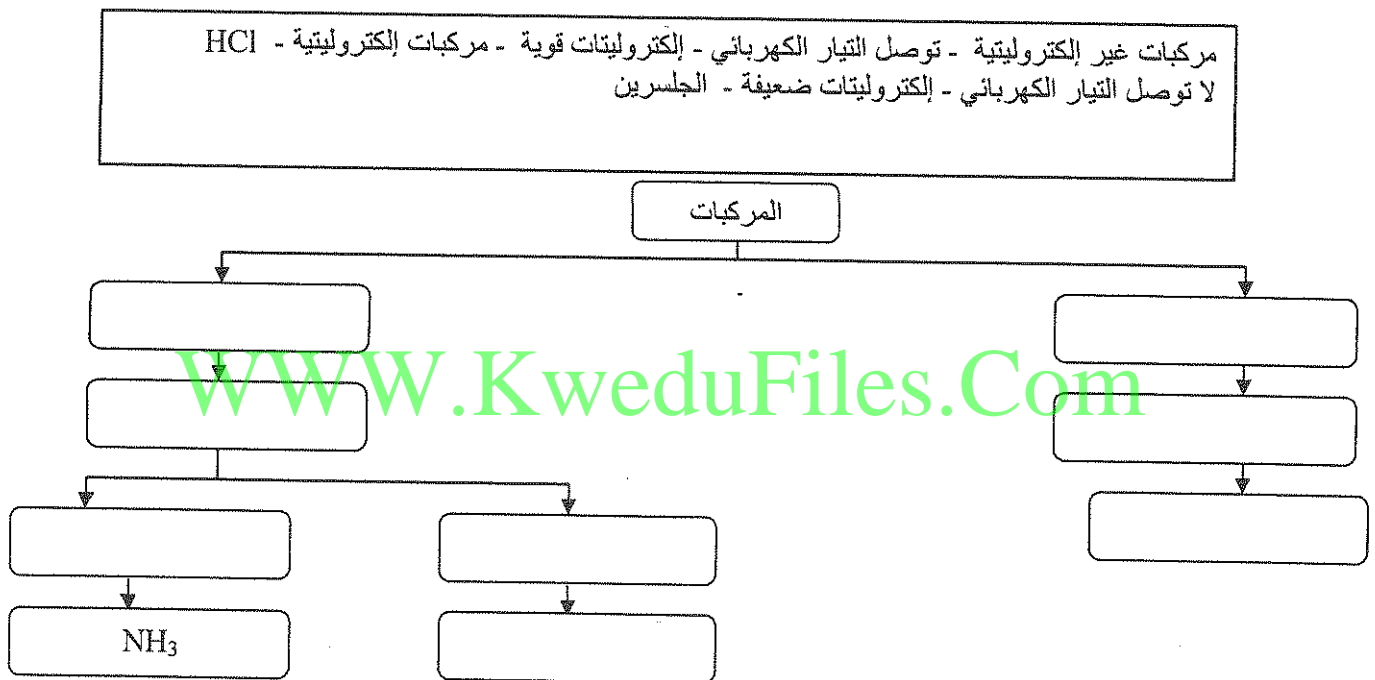 مركبات غير إلكتروليتية - توصل التيار الكهربائي - إلكتروليتات قوية - مركبات إلكتروليتية - HCl
لا توصل التيار الكهربائي - إلكتروليتات ضعيفة - الجلسرين
المركبات
WWW.KweduFiles.Com
NH₃